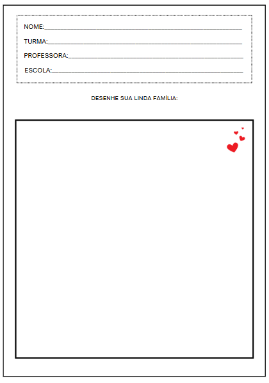 NOME:
TURMA:
PROFESSORA:
ESCOLA:
DESENHE SUA LINDA FAMÍLIA: